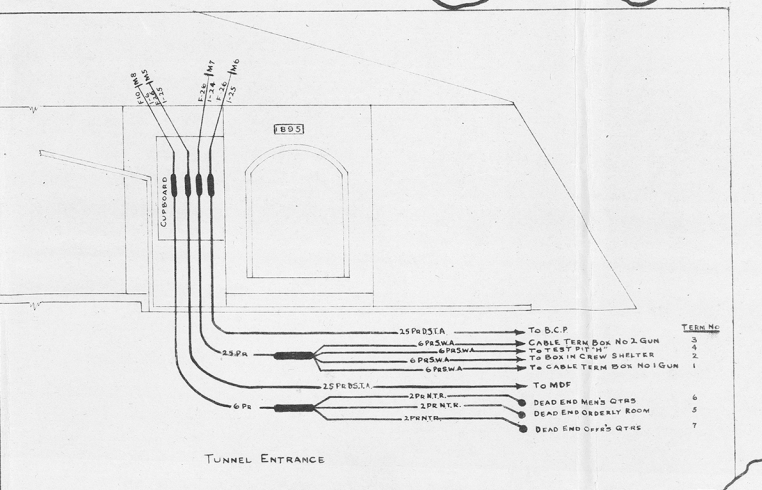 M8
M5
M7
M6
F-26
1-24
F-26
1-25
1895
CUPBOARD
25 PR D.S.T.A TO B.C.P.
TERM NO
6 PR S.W.A CABLE TERM BOX NO 2 GUN 3
6 PR S.W.A TO TEST PIT "H" 4
25 PR
6 PR S.W.A TO BOX IN CREW SHELTER 2
6 PR S.W.A TO CABLE TERM BOX NO 1 GUN 1
25 PR D.S.T.A. TO MDF
2 PR N.T.R. DEAD END MEN'S QTRS 6
6 PR
2 PR N.T.R. DEAD END ORDERLY ROOM 5
2 PR N.T.R. DEAD END OFFR'S QTRS 7
TUNNEL ENTRANCE